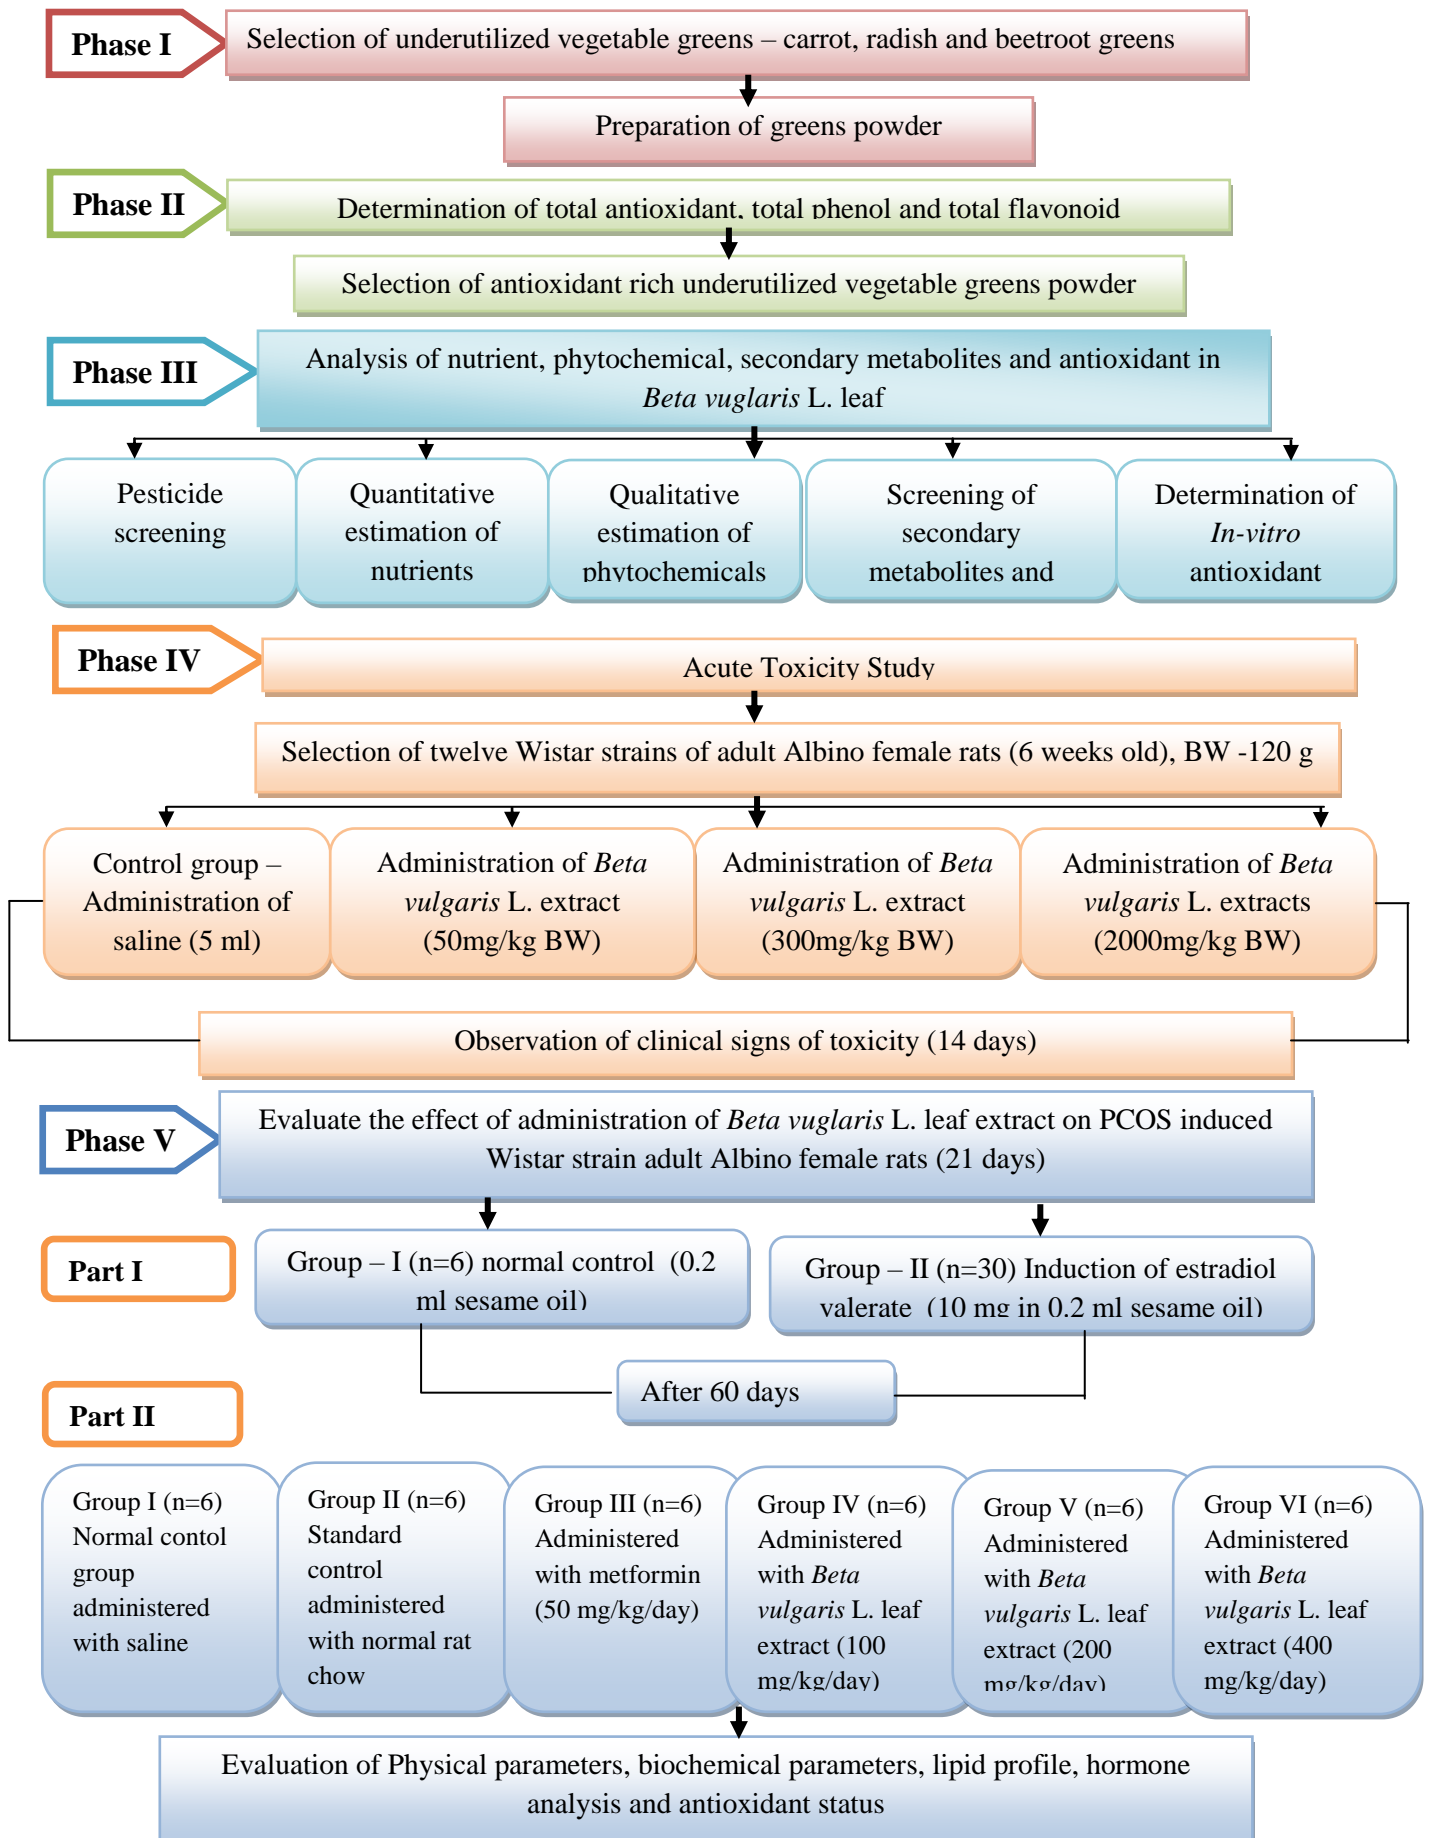 Phase I
Selection of underutilized vegetable greens – carrot, radish and beetroot greens
Preparation of greens powder
Phase II
Determination of total antioxidant, total phenol and total flavonoid
Selection of antioxidant rich underutilized vegetable greens powder
Phase III
Analysis of nutrient, phytochemical, secondary metabolites and antioxidant in
Beta vuglaris L. leaf
Pesticide
screening
Quantitative
estimation of
nutrients
Qualitative
estimation of
phytochemicals
Screening of
secondary
metabolites and
Determination of
In-vitro
antioxidant
Phase IV
Acute Toxicity Study
Selection of twelve Wistar strains of adult Albino female rats (6 weeks old), BW -120 g
Control group –
Administration of
saline (5 ml)
Administration of Beta
vulgaris L. extract
(50mg/kg BW)
Administration of Beta
vulgaris L. extract
(300mg/kg BW)
Administration of Beta
vulgaris L. extracts
(2000mg/kg BW)
Observation of clinical signs of toxicity (14 days)
Phase V
Evaluate the effect of administration of Beta vuglaris L. leaf extract on PCOS induced
Wistar strain adult Albino female rats (21 days)
Part I
Group – I (n=6) normal control (0.2
ml sesame oil)
Group – II (n=30) Induction of estradiol
valerate (10 mg in 0.2 ml sesame oil)
After 60 days
Part II
Group I (n=6)
Normal contol
group
administered
with saline
Group II (n=6)
Standard
control
administered
with normal rat
chow
Group III (n=6)
Administered
with metformin
(50 mg/kg/day)
Group IV (n=6)
Administered
with Beta
vulgaris L. leaf
extract (100
mg/kg/day)
Group V (n=6)
Administered
with Beta
vulgaris L. leaf
extract (200
mg/kg/day)
Group VI (n=6)
Administered
with Beta
vulgaris L. leaf
extract (400
mg/kg/day)
Evaluation of Physical parameters, biochemical parameters, lipid profile, hormone
analysis and antioxidant status